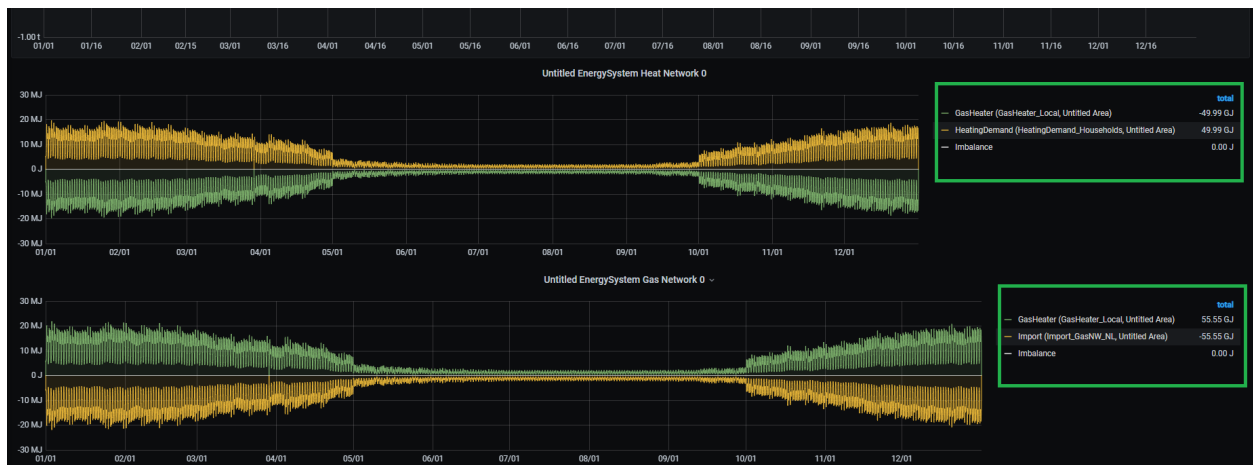 -1.00 t
01/01 01/16 02/01 02/15 03/01 03/16 04/01 04/16 05/01 05/16 06/01 06/16 07/01 07/16 08/01 08/16 09/01 09/16 10/01 10/16 11/01 11/16 12/01 12/16
Untitled EnergySystem Heat Network 0
30 MJ
20 MJ
10 MJ
0 J
-10 MJ
-20 MJ
-30 MJ
01/01 02/01 03/01 04/01 05/01 06/01 07/01 08/01 09/01 10/01 11/01 12/01
total
GasHeater (GasHeater_Local, Untitled Area) -49.99 GJ
HeatingDemand (HeatingDemand_Households, Untitled Area) 49.99 GJ
Imbalance 0.00 J
Untitled EnergySystem Gas Network 0
30 MJ
20 MJ
10 MJ
0 J
-10 MJ
-20 MJ
-30 MJ
01/01 02/01 03/01 04/01 05/01 06/01 07/01 08/01 09/01 10/01 11/01 12/01
total
GasHeater (GasHeater_Local, Untitled Area) 55.55 GJ
Import (Import_GasNW_NL, Untitled Area) -55.55 GJ
Imbalance 0.00 J